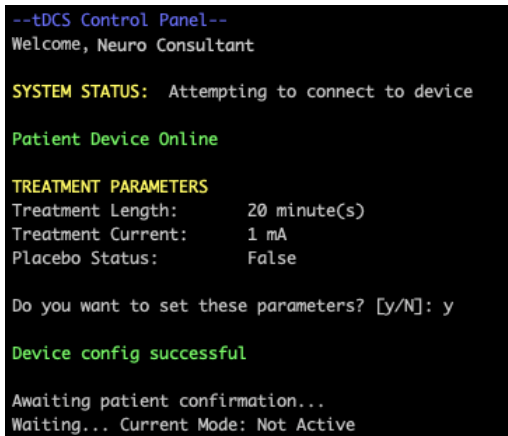 --tDCS Control Panel--
Welcome, Neuro Consultant
SYSTEM STATUS:  Attempting to connect to device
Patient Device Online
TREATMENT PARAMETERS
Treatment Length:       20 minute(s)
Treatment Current:      1 mA
Placebo Status:         False
Do you want to set these parameters? [y/N]: y
Device config successful
Awaiting patient confirmation...
Waiting... Current Mode: Not Active